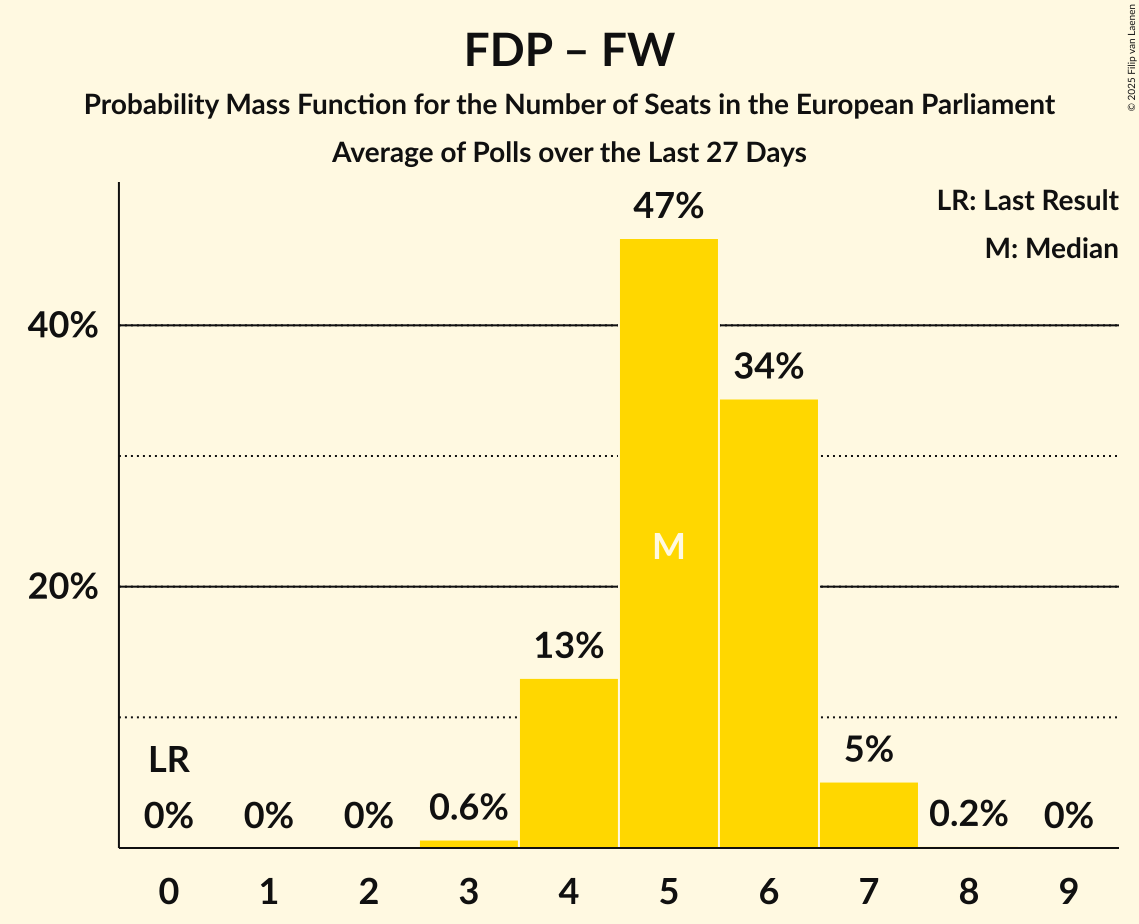 FDP – FW
Probability Mass Function for the Number of Seats in the European Parliament
Average of Polls over the Last 27 Days
© 2025 Filip van Laenen
LR: Last Result
M: Median
40%
20%
47%
34%
13%
5%
0.6%
0.2%
LR
0%
0%
0%
0%
M
0 1 2 3 4 5 6 7 8 9